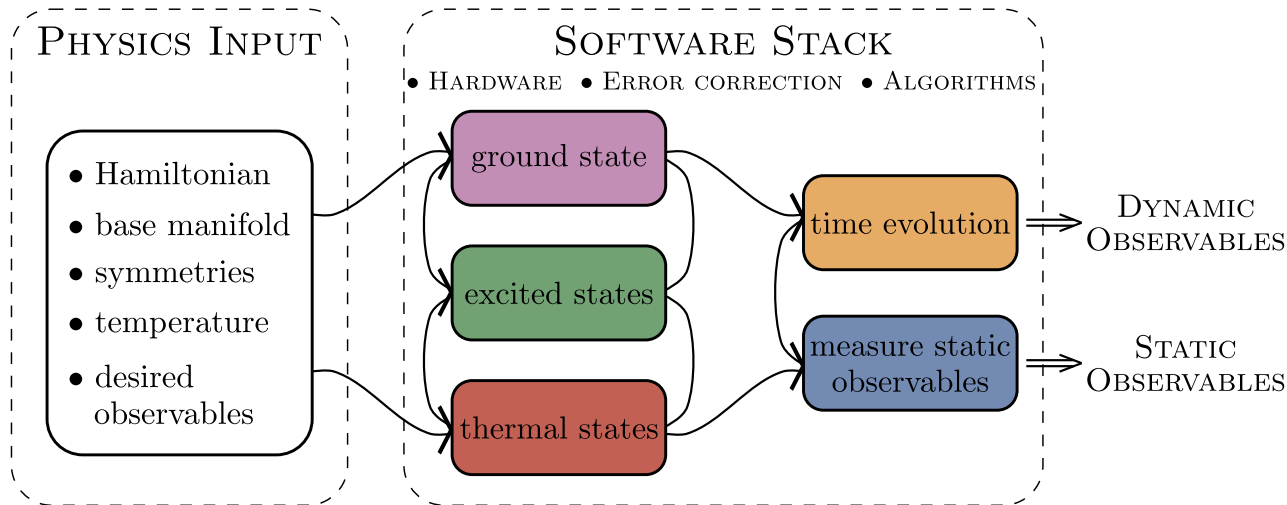 PHYSICS INPUT
• Hamiltonian
• base manifold
• symmetries
• temperature
• desired
observables
SOFTWARE STACK
• HARDWARE • ERROR CORRECTION • ALGORITHMS
ground state
excited states
thermal states
time evolution
measure static
observables
DYNAMIC
OBSERVABLES
STATIC
OBSERVABLES